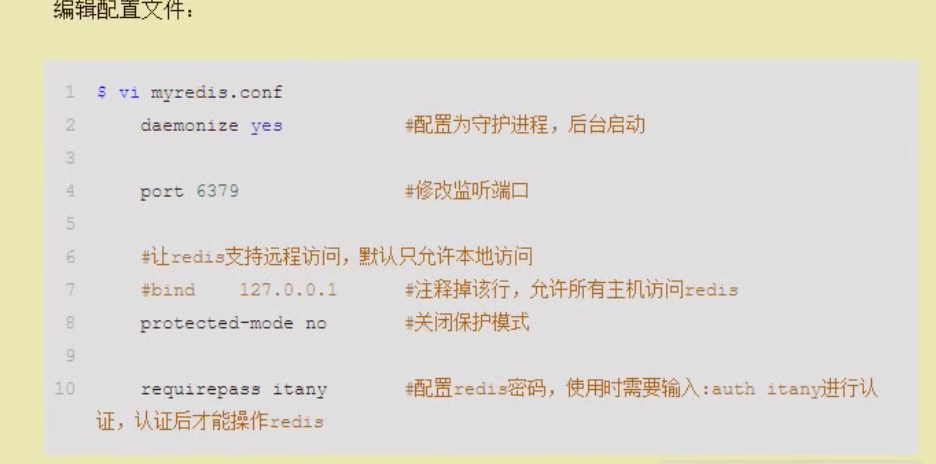 编辑配置文件：
1 $ vi myredis.conf
2 daemonize yes #配置为守护进程，后台启动
3
4 port 6379 #修改监听端口
5
6 #让redis支持远程访问，默认只允许本地访问
7 #bind 127.0.0.1 #注释掉该行，允许所有主机访问redis
8 protected-mode no #关闭保护模式
9
10 requirepass itany #配置redis密码，使用时需要输入:auth itany进行认
证，认证后才能操作redis